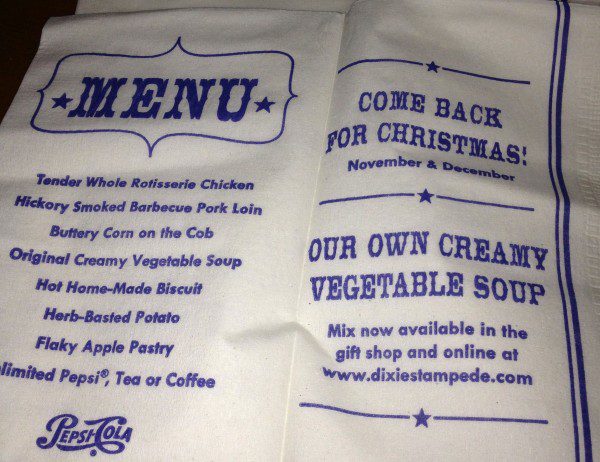 MENU
Tender Whole Rotisserie Chicken
Hickory Smoked Barbecue Pork Loin
Buttery Corn on the Cob
Original Creamy Vegetable Soup
Hot Home-Made Biscuit
Herb-Basted Potato
Flaky Apple Pastry
limited Pepsi®, Tea or Coffee
PEPSI-COLA
COME BACK
FOR CHRISTMAS!
November & December
OUR OWN CREAMY
VEGETABLE SOUP
Mix now available in the
gift shop and online at
www.dixiestampede.com